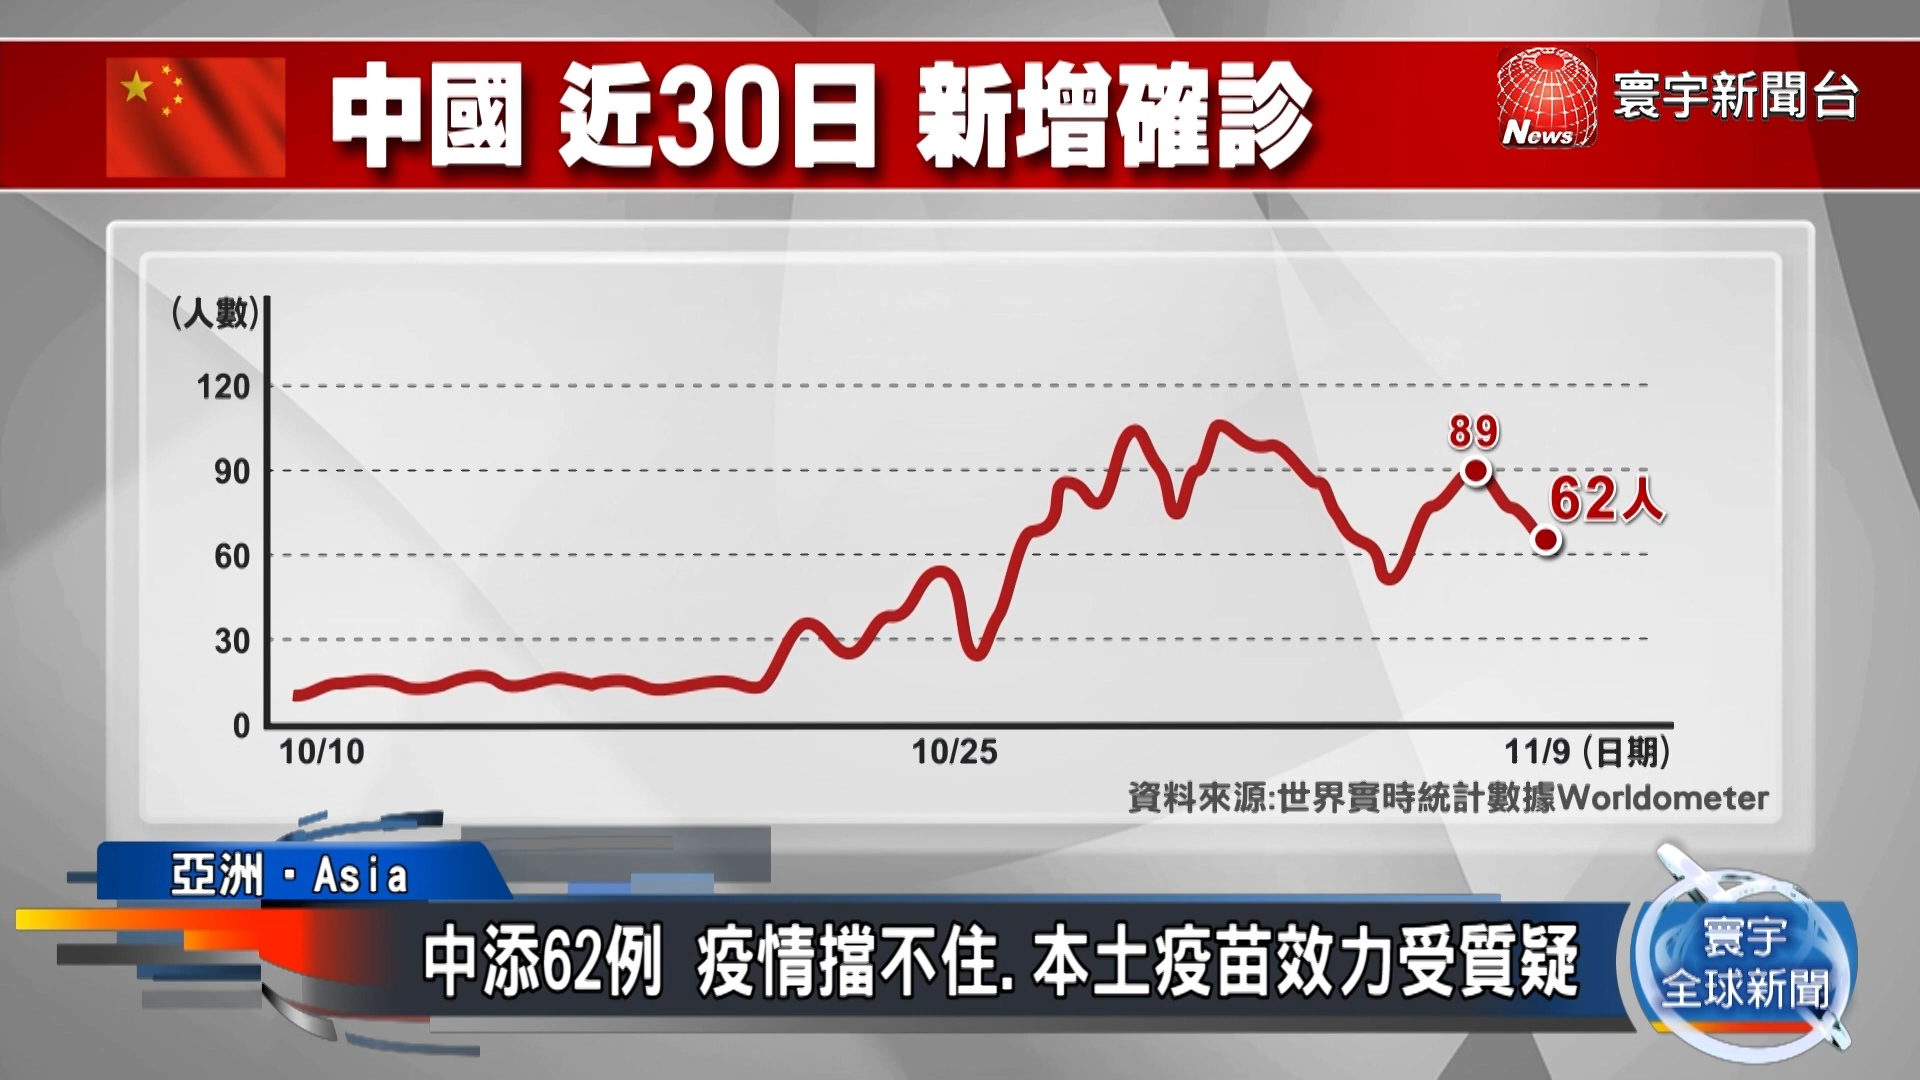 中國 近30日 新增確診
News
寰宇新聞台
(人數)
120
90
60
30
0
89
62人
10/10
10/25
11/9 (日期)
資料來源:世界實時統計數據Worldometer
亞洲・Asia
中添62例 疫情擋不住.本土疫苗效力受質疑
寰宇
全球新聞